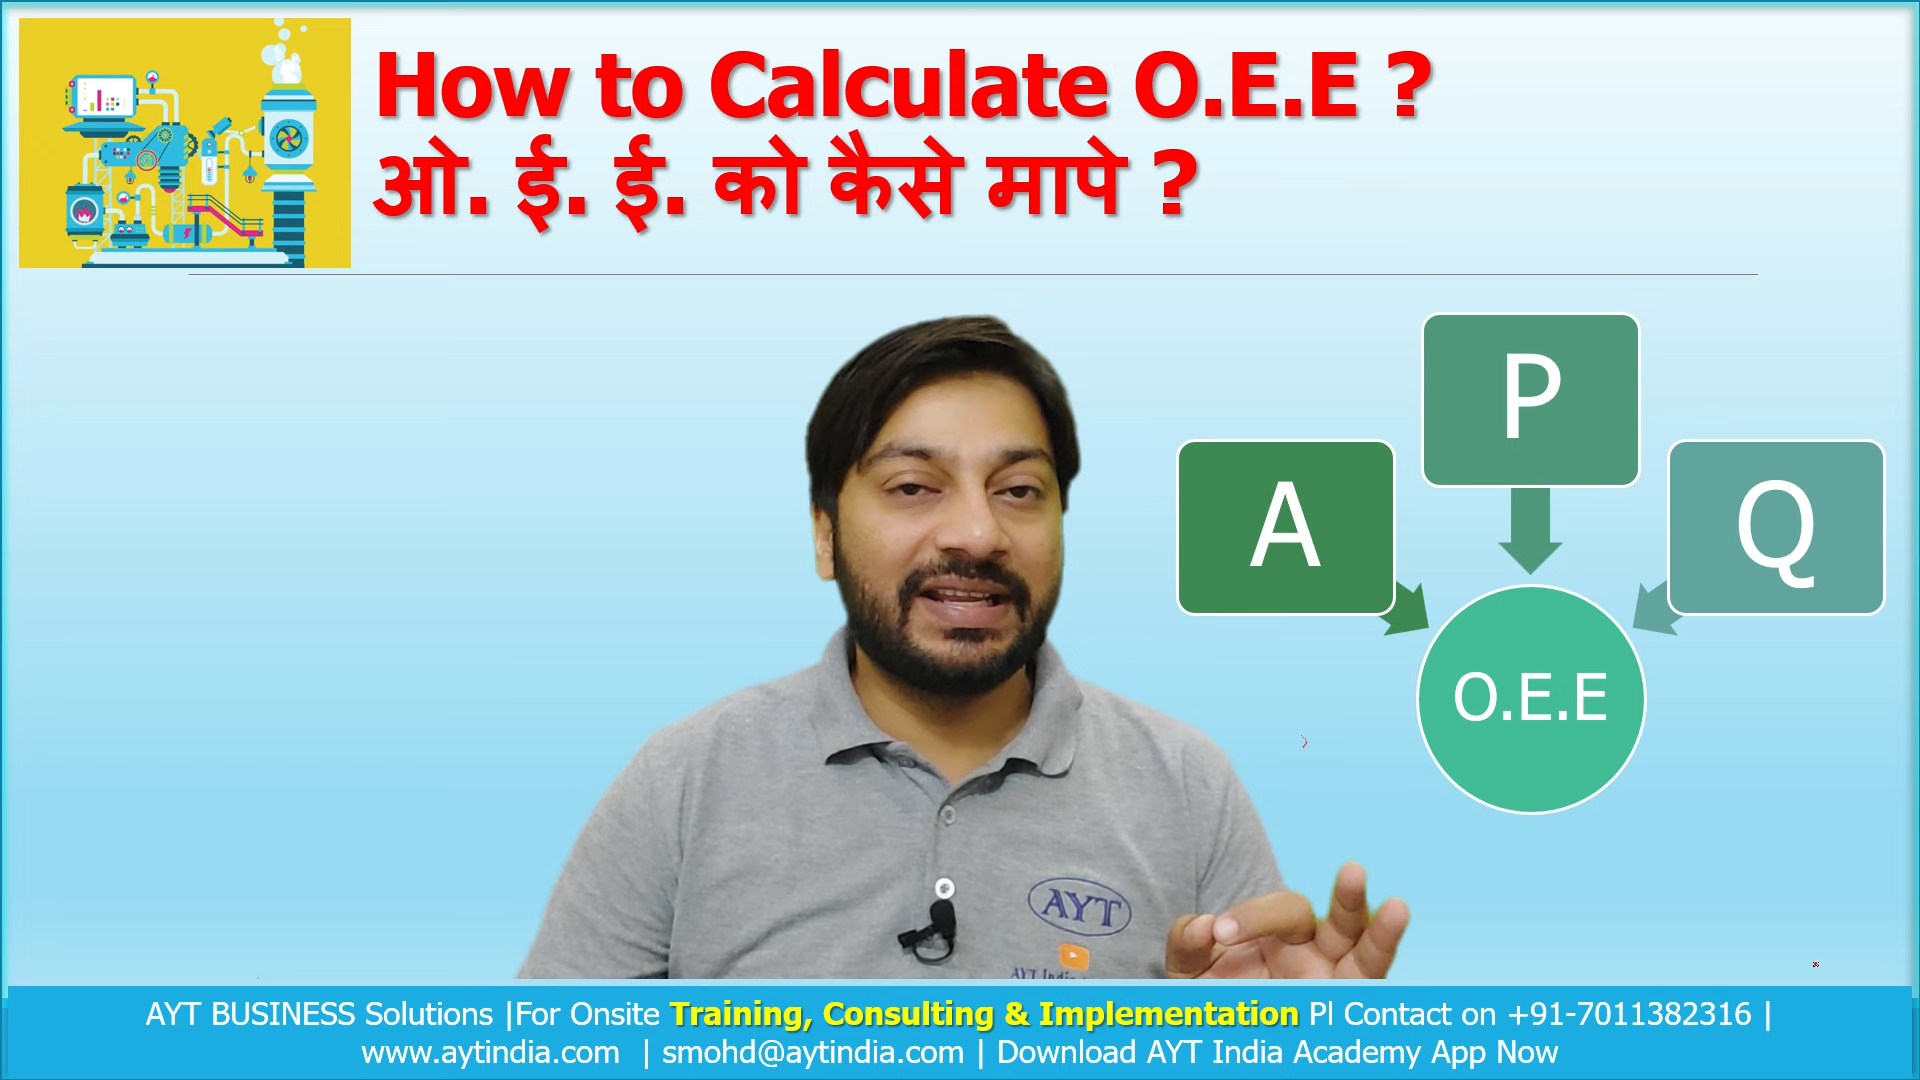 How to Calculate O.E.E ?
ओ. ई. ई. को कैसे मापे ?
P
A
Q
O.E.E
AYT
AYT BUSINESS Solutions |For Onsite Training, Consulting & Implementation Pl Contact on +91-7011382316 |
www.aytindia.com | smohd@aytindia.com | Download AYT India Academy App Now